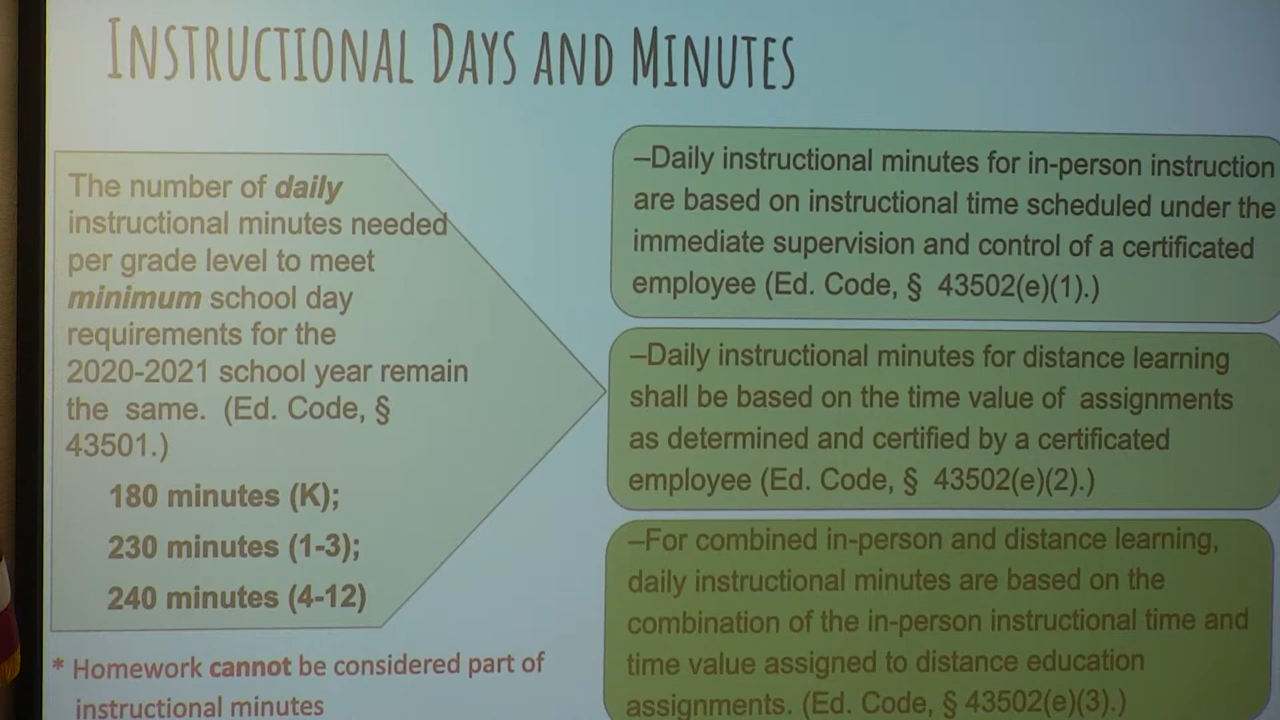 INSTRUCTIONAL DAYS AND MINUTES
The number of daily
instructional minutes needed
per grade level to meet
minimum school day
requirements for the
2020-2021 school year remain
the same. (Ed. Code, §
43501.)
180 minutes (K);
230 minutes (1-3);
240 minutes (4-12)
* Homework cannot be considered part of
instructional minutes
–Daily instructional minutes for in-person instruction
are based on instructional time scheduled under the
immediate supervision and control of a certificated
employee (Ed. Code, § 43502(e)(1).)
–Daily instructional minutes for distance learning
shall be based on the time value of assignments
as determined and certified by a certificated
employee (Ed. Code, § 43502(e)(2).)
–For combined in-person and distance learning,
daily instructional minutes are based on the
combination of the in-person instructional time and
time value assigned to distance education
assignments. (Ed. Code, § 43502(e)(3).)